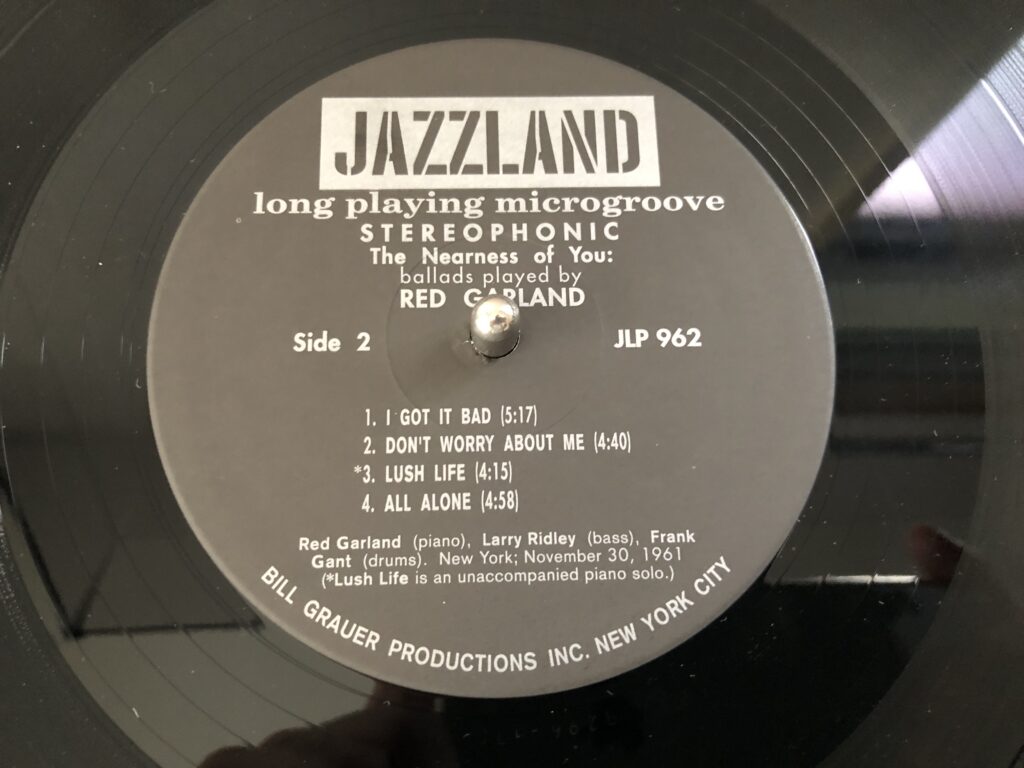 JAZZLAND
long playing microgroove
STEREOPHONIC
The Nearness of You:
ballads played by
RED GARLAND
Side 2
JLP 962
1. I GOT IT BAD (5:17)
2. DON'T WORRY ABOUT ME (4:40)
*3. LUSH LIFE (4:15)
4. ALL ALONE (4:58)
Red Garland (piano), Larry Ridley (bass), Frank
Gant (drums). New York; November 30, 1961
(*Lush Life is an unaccompanied piano solo.)
BILL GRAUER PRODUCTIONS INC. NEW YORK CITY